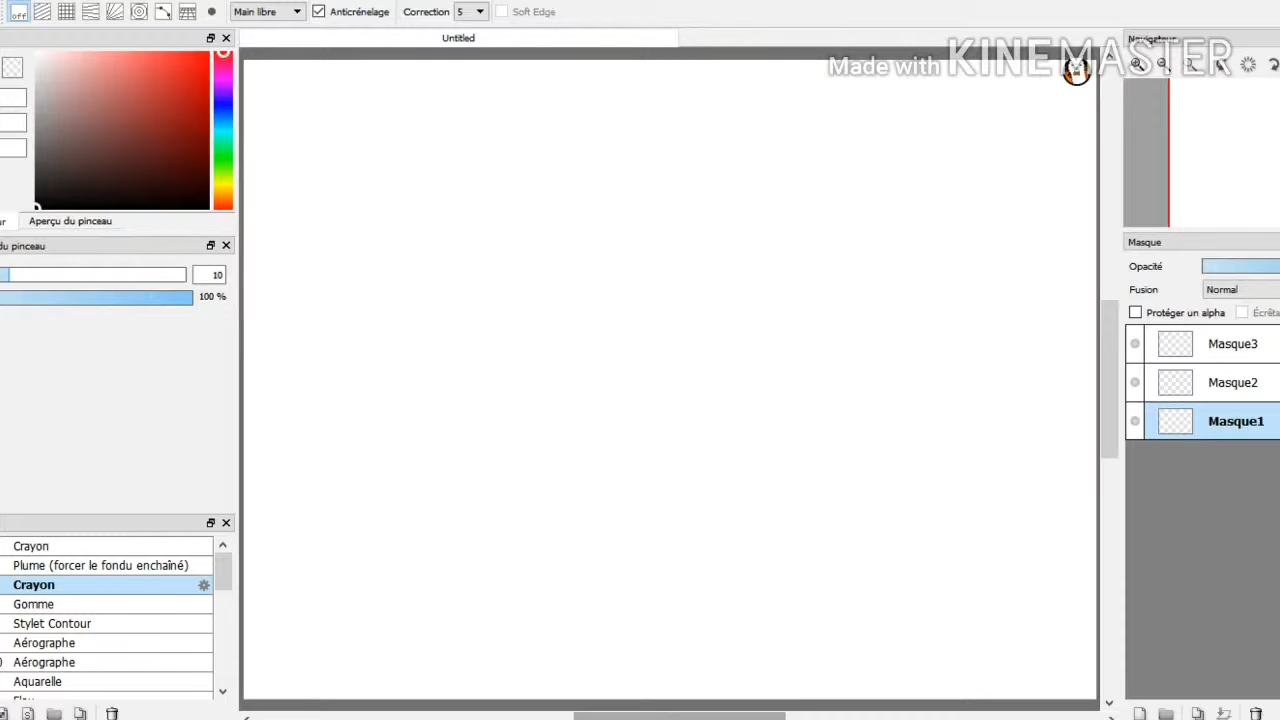 off
Main libre
Anticrénelage
Correction 5
Soft Edge
Untitled
Made with KINEMASTER
Aperçu du pinceau
du pinceau
10
100 %
Crayon
Plume (forcer le fondu enchaîné)
Crayon
Gomme
Stylet Contour
Aérographe
Aérographe
Aquarelle
Masque
Opacité
Fusion Normal
Protéger un alpha
Masque3
Masque2
Masque1